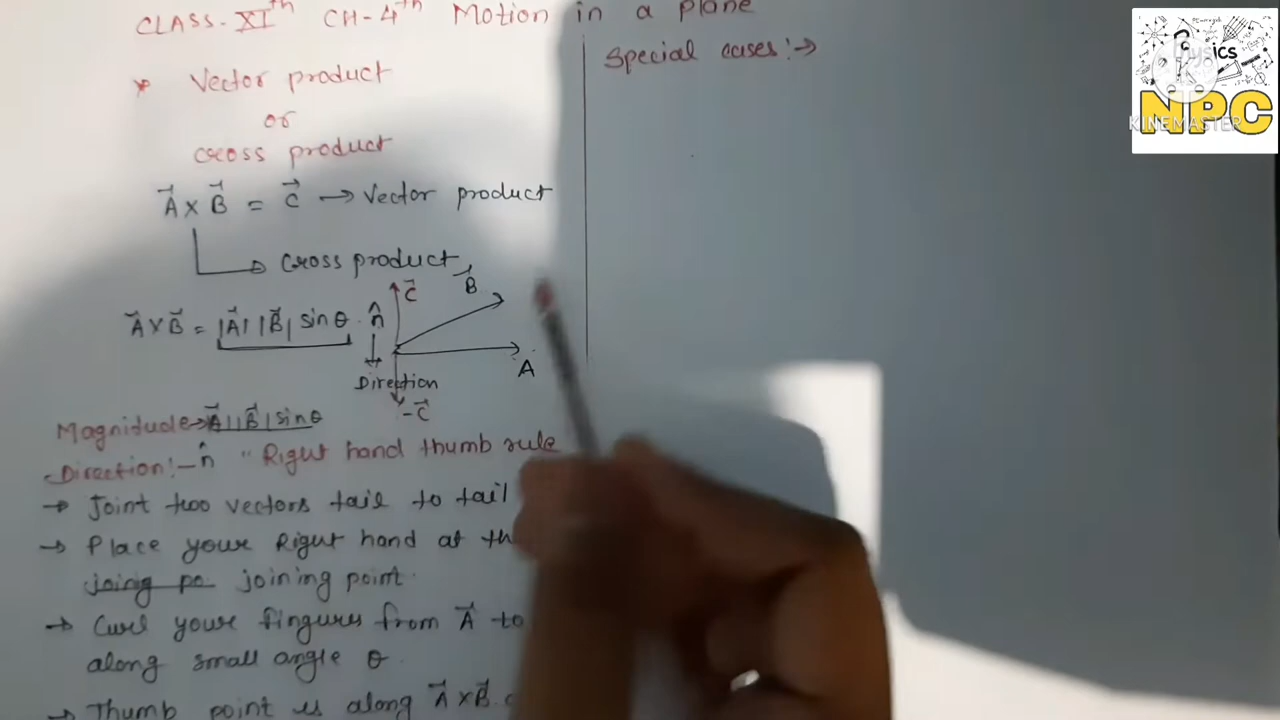 CLASS-XIth CH-4th Motion in a plane
* Vector product
or
cross product
A⃗ × B⃗ = C⃗ → Vector product
→ Cross product
C⃗
B⃗
A⃗ × B⃗ = |A⃗| |B⃗| sin θ . n̂
A
Direction
-C⃗
Magnitude → |A⃗| |B⃗| sin θ
Direction:- n̂ "Right hand thumb rule
→ Joint two vectors tail to tail
→ Place your Right hand at
joing po joining point.
→ Curl your fingures from A⃗ to
along small angle θ.
→ Thumb point is along A⃗ × B⃗
Special cases:→
Physics
NPC
KINEMASTER